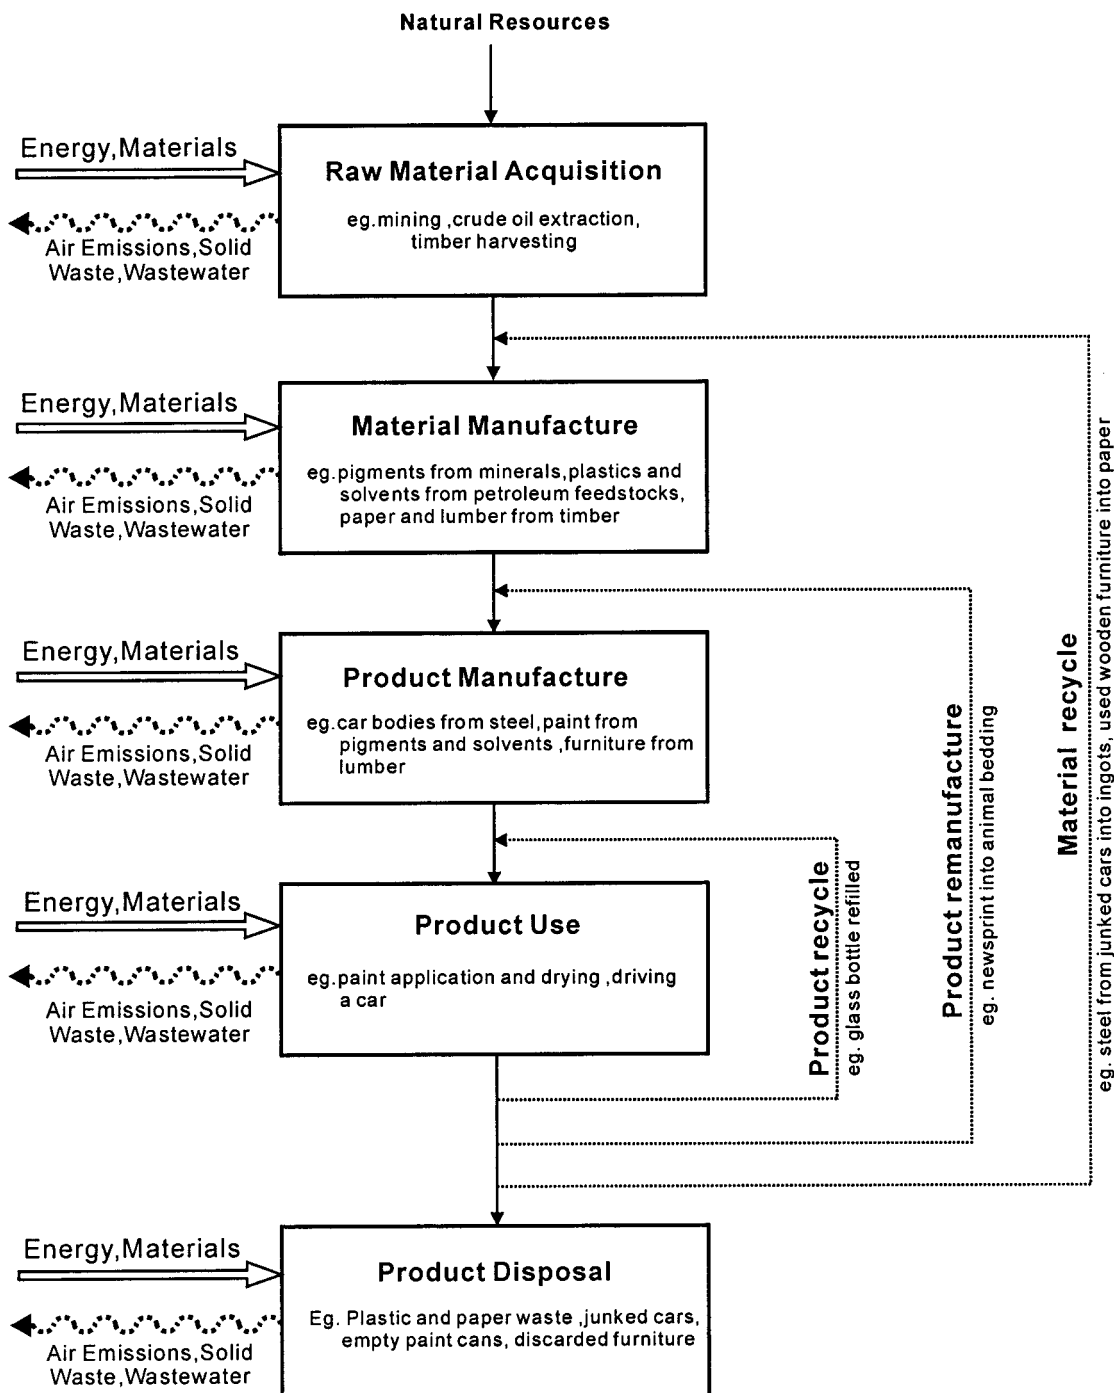 Natural Resources
Energy,Materials
Air Emissions,Solid
Waste,Wastewater
Raw Material Acquisition
eg.mining ,crude oil extraction,
timber harvesting
Energy,Materials
Air Emissions,Solid
Waste,Wastewater
Material Manufacture
eg.pigments from minerals,plastics and
solvents from petroleum feedstocks,
paper and lumber from timber
Energy,Materials
Air Emissions,Solid
Waste,Wastewater
Product Manufacture
eg.car bodies from steel,paint from
pigments and solvents ,furniture from
lumber
Energy,Materials
Air Emissions,Solid
Waste,Wastewater
Product Use
eg.paint application and drying ,driving
a car
Product recycle
eg. glass bottle refilled
Product remanufacture
eg. newsprint into animal bedding
Material recycle
eg. steel from junked cars into ingots, used wooden furniture into paper
Energy,Materials
Air Emissions,Solid
Waste,Wastewater
Product Disposal
Eg. Plastic and paper waste ,junked cars,
empty paint cans, discarded furniture